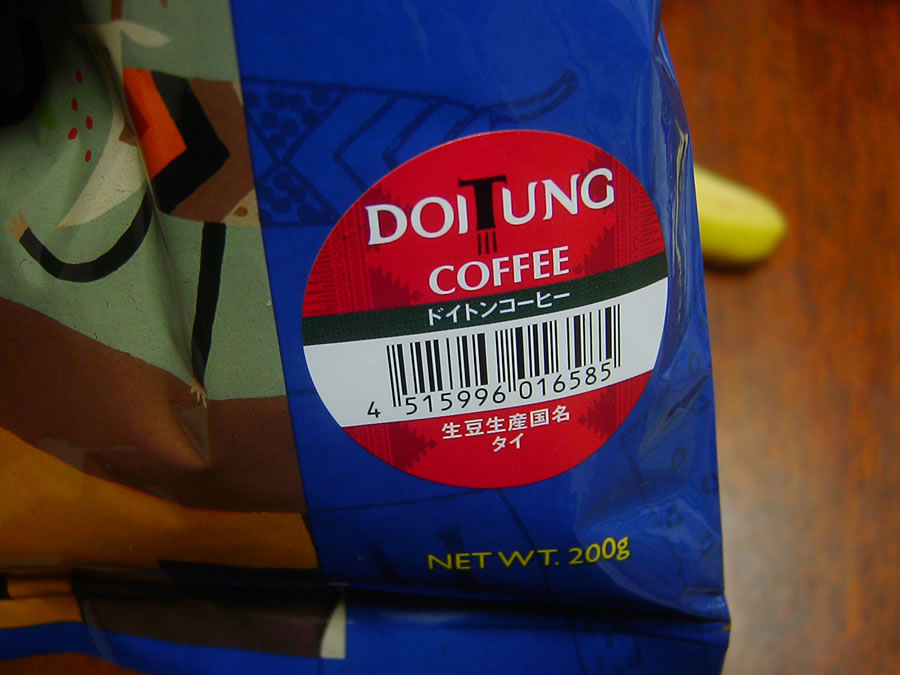 DOITUNG
COFFEE
ドイトンコーヒー
4 515996 016585
生豆生産国名
タイ
NET WT. 200g